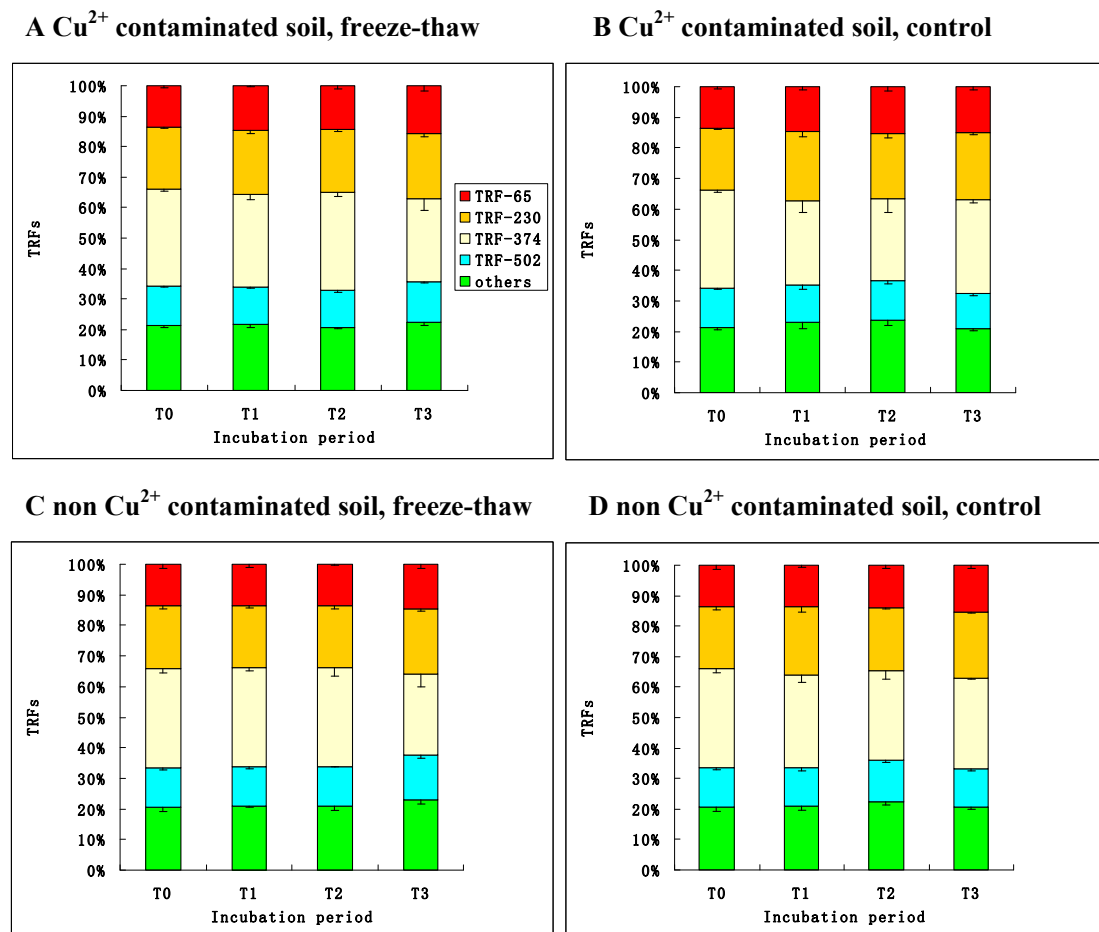 A Cu2+ contaminated soil, freeze-thaw
100%
90%
80%
70%
60%
50%
40%
30%
20%
10%
0%
TRFs
T0 T1 T2 T3
Incubation period
TRF-65
TRF-230
TRF-374
TRF-502
others
B Cu2+ contaminated soil, control
100%
90%
80%
70%
60%
50%
40%
30%
20%
10%
0%
TRFs
T0 T1 T2 T3
Incubation period
C non Cu2+ contaminated soil, freeze-thaw
100%
90%
80%
70%
60%
50%
40%
30%
20%
10%
0%
TRFs
T0 T1 T2 T3
Incubation period
D non Cu2+ contaminated soil, control
100%
90%
80%
70%
60%
50%
40%
30%
20%
10%
0%
TRFs
T0 T1 T2 T3
Incubation period